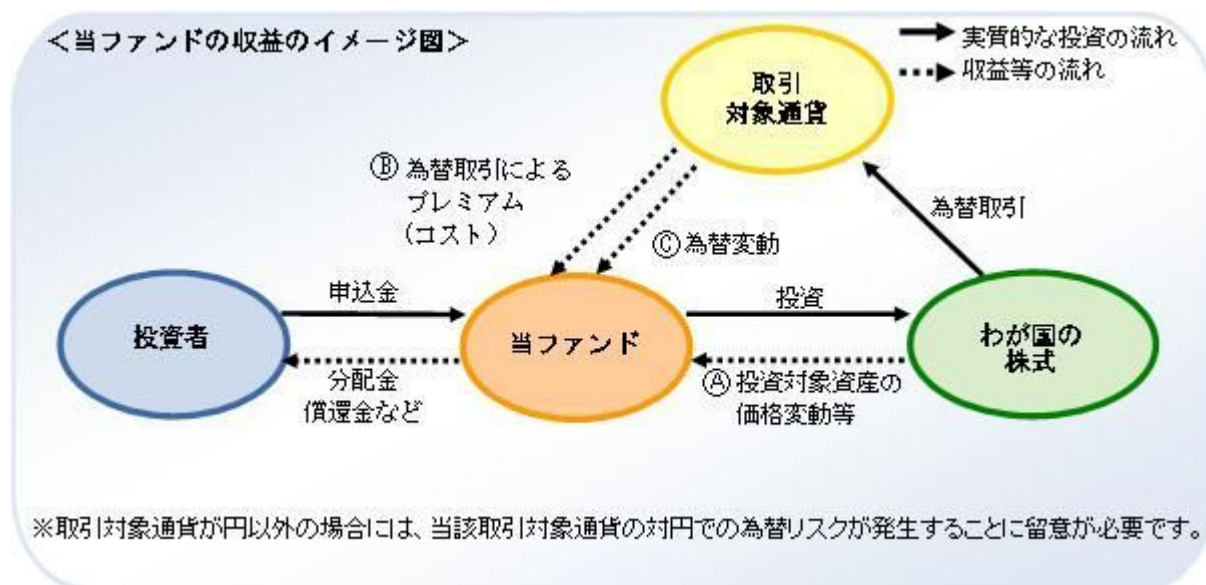 ＜当ファンドの収益のイメージ図＞
実質的な投資の流れ
収益等の流れ
取引
対象通貨
Ⓑ 為替取引による
プレミアム
（コスト）
Ⓒ 為替変動
為替取引
投資者
申込金
分配金
償還金など
当ファンド
投資
Ⓐ 投資対象資産の
価格変動等
わが国の
株式
※取引対象通貨が円以外の場合には、当該取引対象通貨の対円での為替リスクが発生することに留意が必要です。